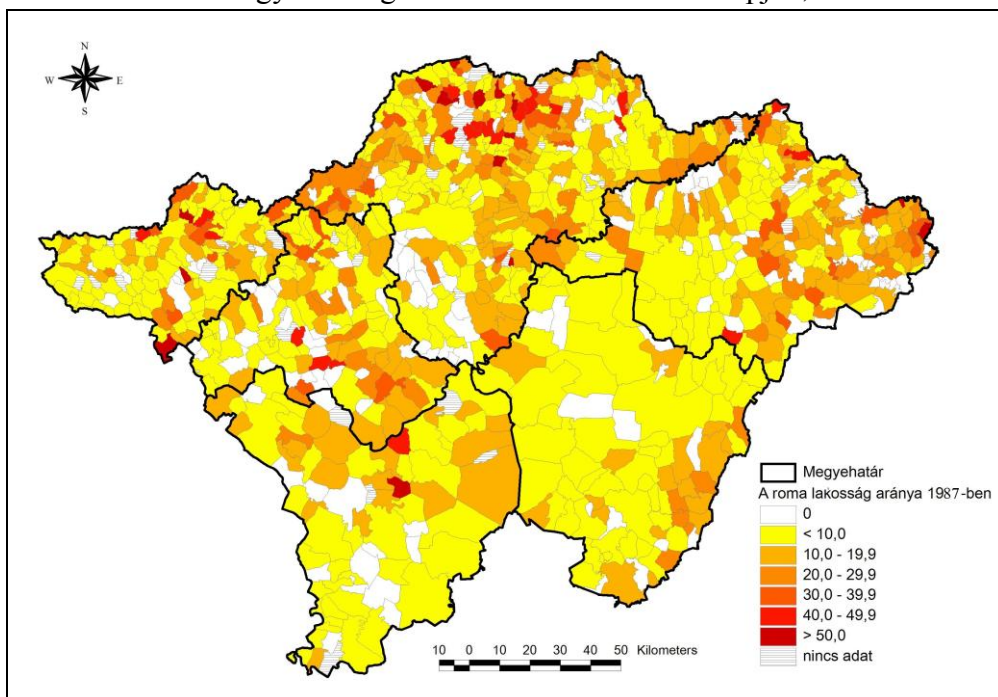 N
W E
S
Megyehatár
A roma lakosság aránya 1987-ben
0
< 10,0
10,0 - 19,9
20,0 - 29,9
30,0 - 39,9
40,0 - 49,9
> 50,0
nincs adat
10 0 10 20 30 40 50 Kilometers